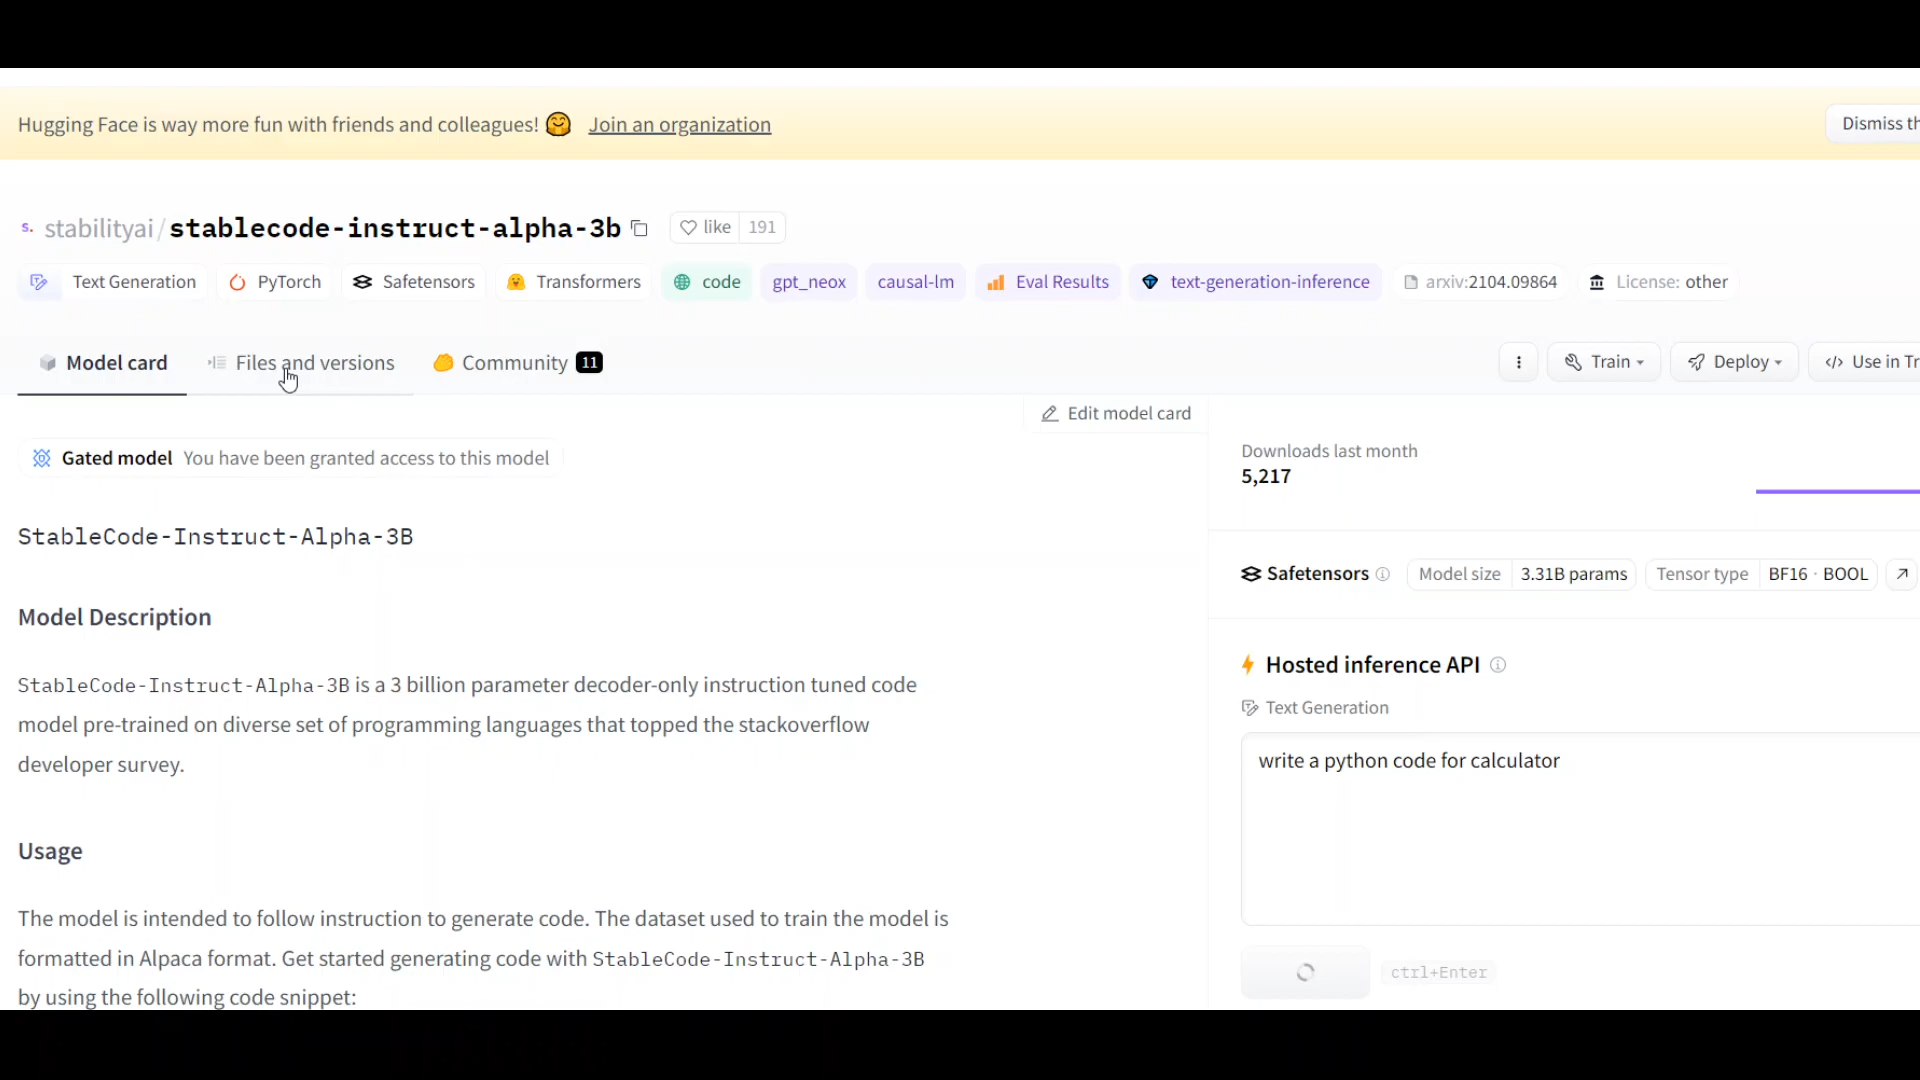 Hugging Face is way more fun with friends and colleagues! 🤗 Join an organization
Dismiss th
s. stabilityai/stablecode-instruct-alpha-3b like 191
Text Generation PyTorch Safetensors Transformers code gpt_neox causal-lm Eval Results text-generation-inference arxiv:2104.09864 License: other
Model card Files and versions Community 11 Train Deploy </> Use in Tr
Edit model card
Gated model You have been granted access to this model
StableCode-Instruct-Alpha-3B
Model Description
StableCode-Instruct-Alpha-3B is a 3 billion parameter decoder-only instruction tuned code
model pre-trained on diverse set of programming languages that topped the stackoverflow
developer survey.
Usage
The model is intended to follow instruction to generate code. The dataset used to train the model is
formatted in Alpaca format. Get started generating code with StableCode-Instruct-Alpha-3B
by using the following code snippet:
Downloads last month
5,217
Safetensors Model size 3.31B params Tensor type BF16 · BOOL
Hosted inference API
Text Generation
write a python code for calculator
ctrl+Enter